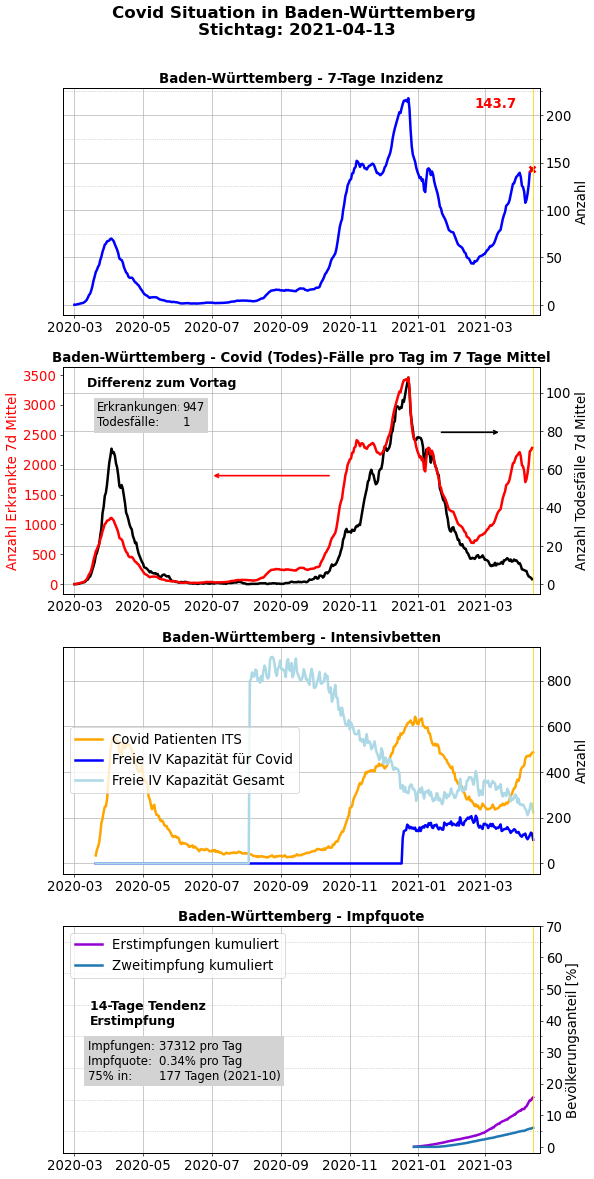 Covid Situation in Baden-Württemberg
Stichtag: 2021-04-13
Baden-Württemberg - 7-Tage Inzidenz
143.7
200
150
100
50
0
Anzahl
2020-03 2020-05 2020-07 2020-09 2020-11 2021-01 2021-03
Baden-Württemberg - Covid (Todes)-Fälle pro Tag im 7 Tage Mittel
Anzahl Erkrankte 7d Mittel
3500
3000
2500
2000
1500
1000
500
0
Differenz zum Vortag
Erkrankungen: 947
Todesfälle: 1
100
80
60
40
20
0
Anzahl Todesfälle 7d Mittel
2020-03 2020-05 2020-07 2020-09 2020-11 2021-01 2021-03
Baden-Württemberg - Intensivbetten
Covid Patienten ITS
Freie IV Kapazität für Covid
Freie IV Kapazität Gesamt
800
600
400
200
0
Anzahl
2020-03 2020-05 2020-07 2020-09 2020-11 2021-01 2021-03
Baden-Württemberg - Impfquote
Erstimpfungen kumuliert
Zweitimpfung kumuliert
14-Tage Tendenz
Erstimpfung
Impfungen: 37312 pro Tag
Impfquote: 0.34% pro Tag
75% in: 177 Tagen (2021-10)
70
60
50
40
30
20
10
0
Bevölkerungsanteil [%]
2020-03 2020-05 2020-07 2020-09 2020-11 2021-01 2021-03